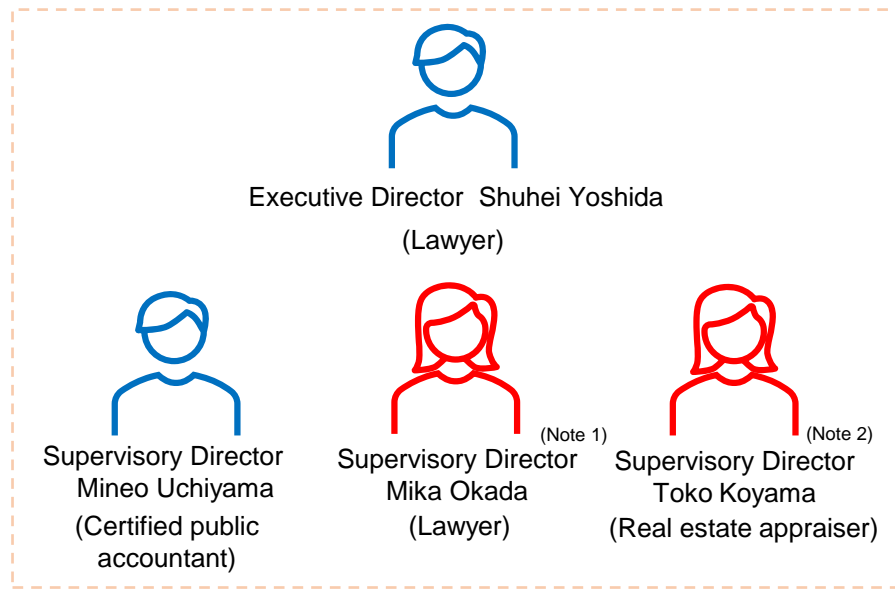 Executive Director Shuhei Yoshida
(Lawyer)
Supervisory Director
Mineo Uchiyama
(Certified public
accountant)
(Note 1)
Supervisory Director
Mika Okada
(Lawyer)
(Note 2)
Supervisory Director
Toko Koyama
(Real estate appraiser)